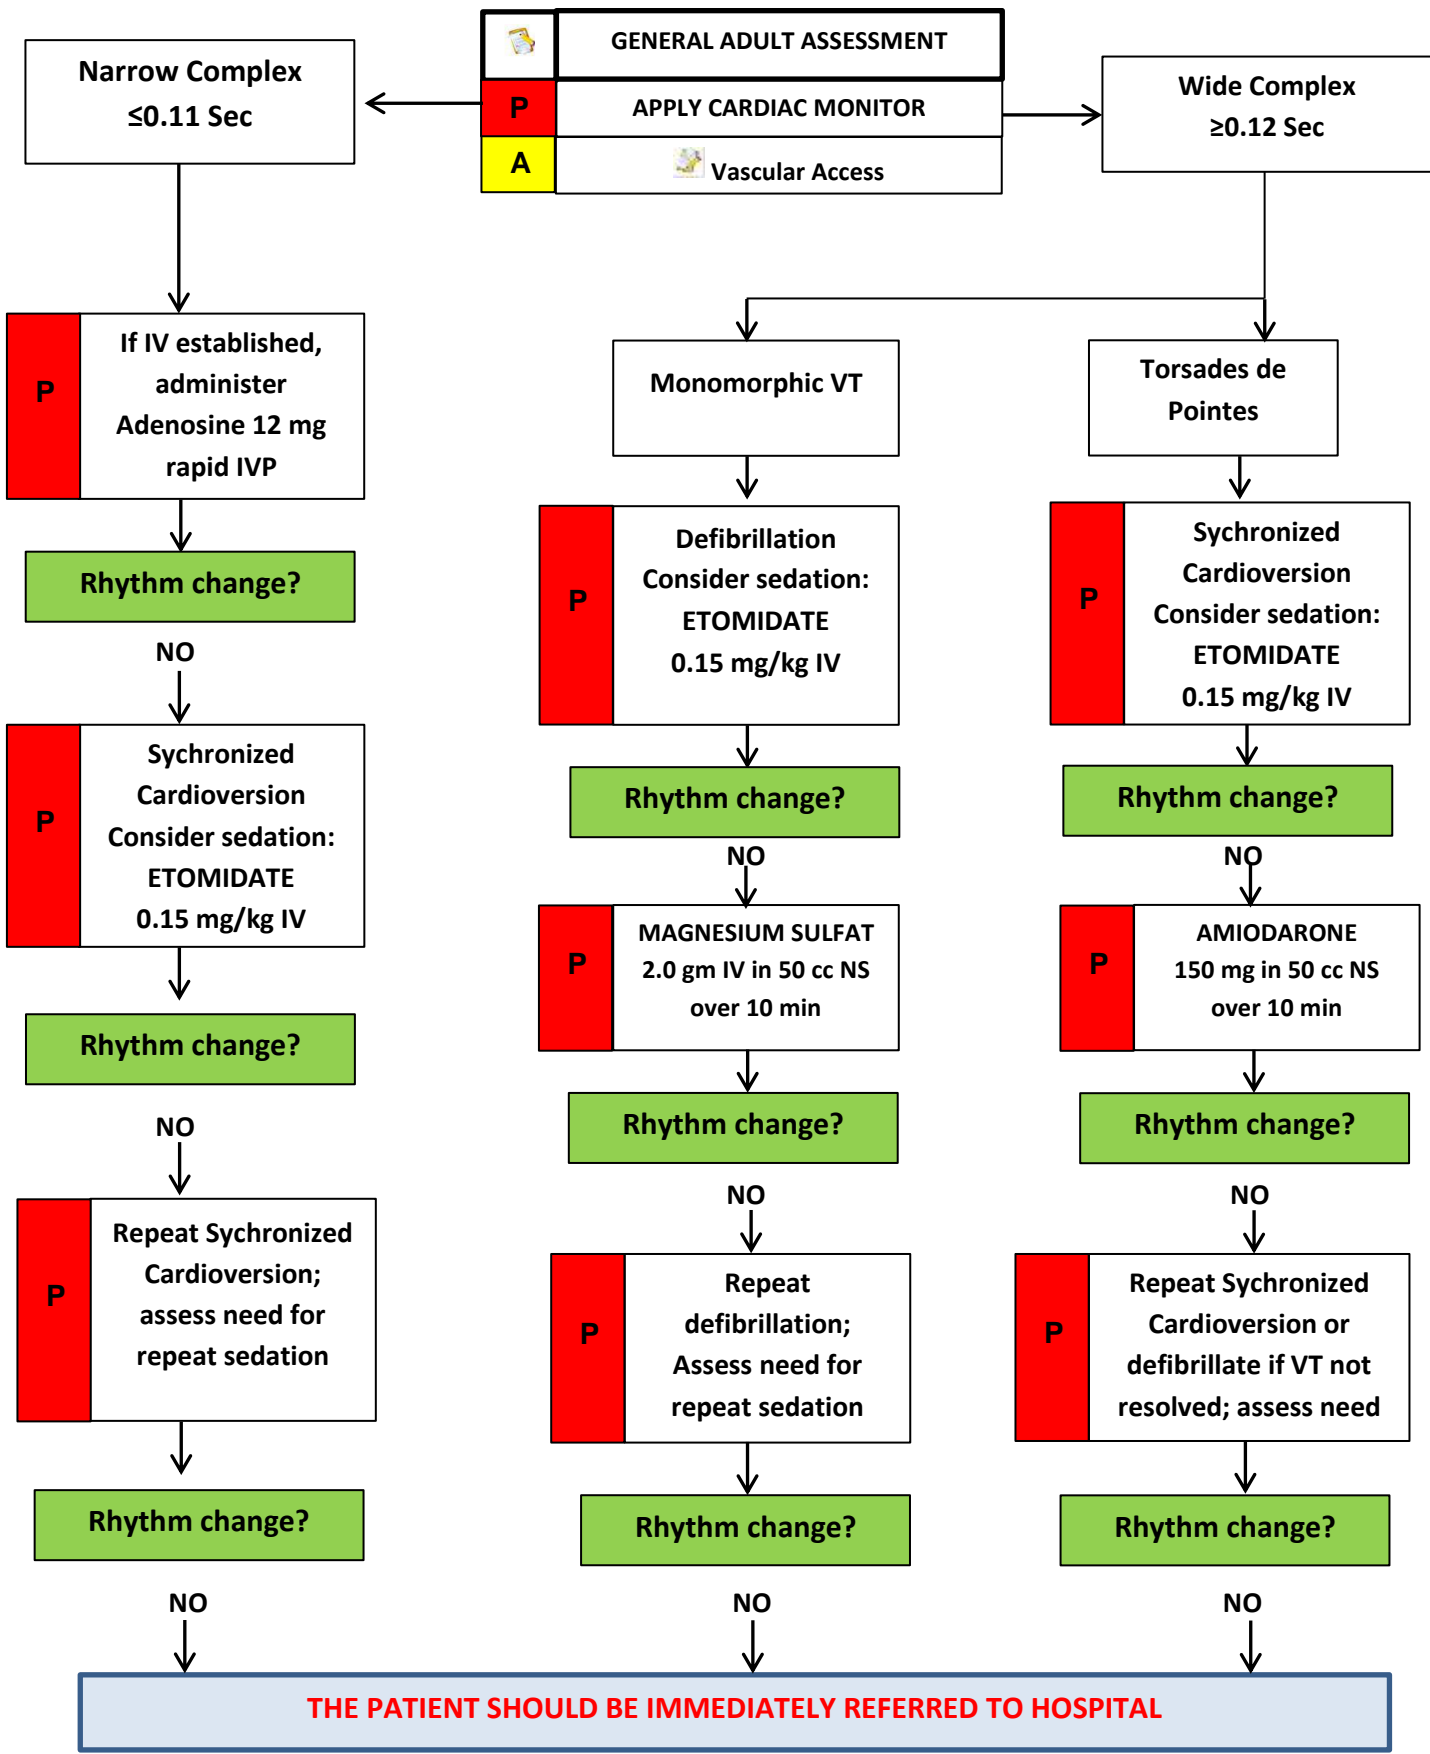 GENERAL ADULT ASSESSMENT
P
APPLY CARDIAC MONITOR
A
Vascular Access
Narrow Complex
≤0.11 Sec
Wide Complex
≥0.12 Sec
P
If IV established,
administer
Adenosine 12 mg
rapid IVP
Rhythm change?
NO
P
Sychronized
Cardioversion
Consider sedation:
ETOMIDATE
0.15 mg/kg IV
Rhythm change?
NO
P
Repeat Sychronized
Cardioversion;
assess need for
repeat sedation
Rhythm change?
NO
Monomorphic VT
P
Defibrillation
Consider sedation:
ETOMIDATE
0.15 mg/kg IV
Rhythm change?
NO
P
MAGNESIUM SULFAT
2.0 gm IV in 50 cc NS
over 10 min
Rhythm change?
NO
P
Repeat
defibrillation;
Assess need for
repeat sedation
Rhythm change?
NO
Torsades de
Pointes
P
Sychronized
Cardioversion
Consider sedation:
ETOMIDATE
0.15 mg/kg IV
Rhythm change?
NO
P
AMIODARONE
150 mg in 50 cc NS
over 10 min
Rhythm change?
NO
P
Repeat Sychronized
Cardioversion or
defibrillate if VT not
resolved; assess need
Rhythm change?
NO
THE PATIENT SHOULD BE IMMEDIATELY REFERRED TO HOSPITAL